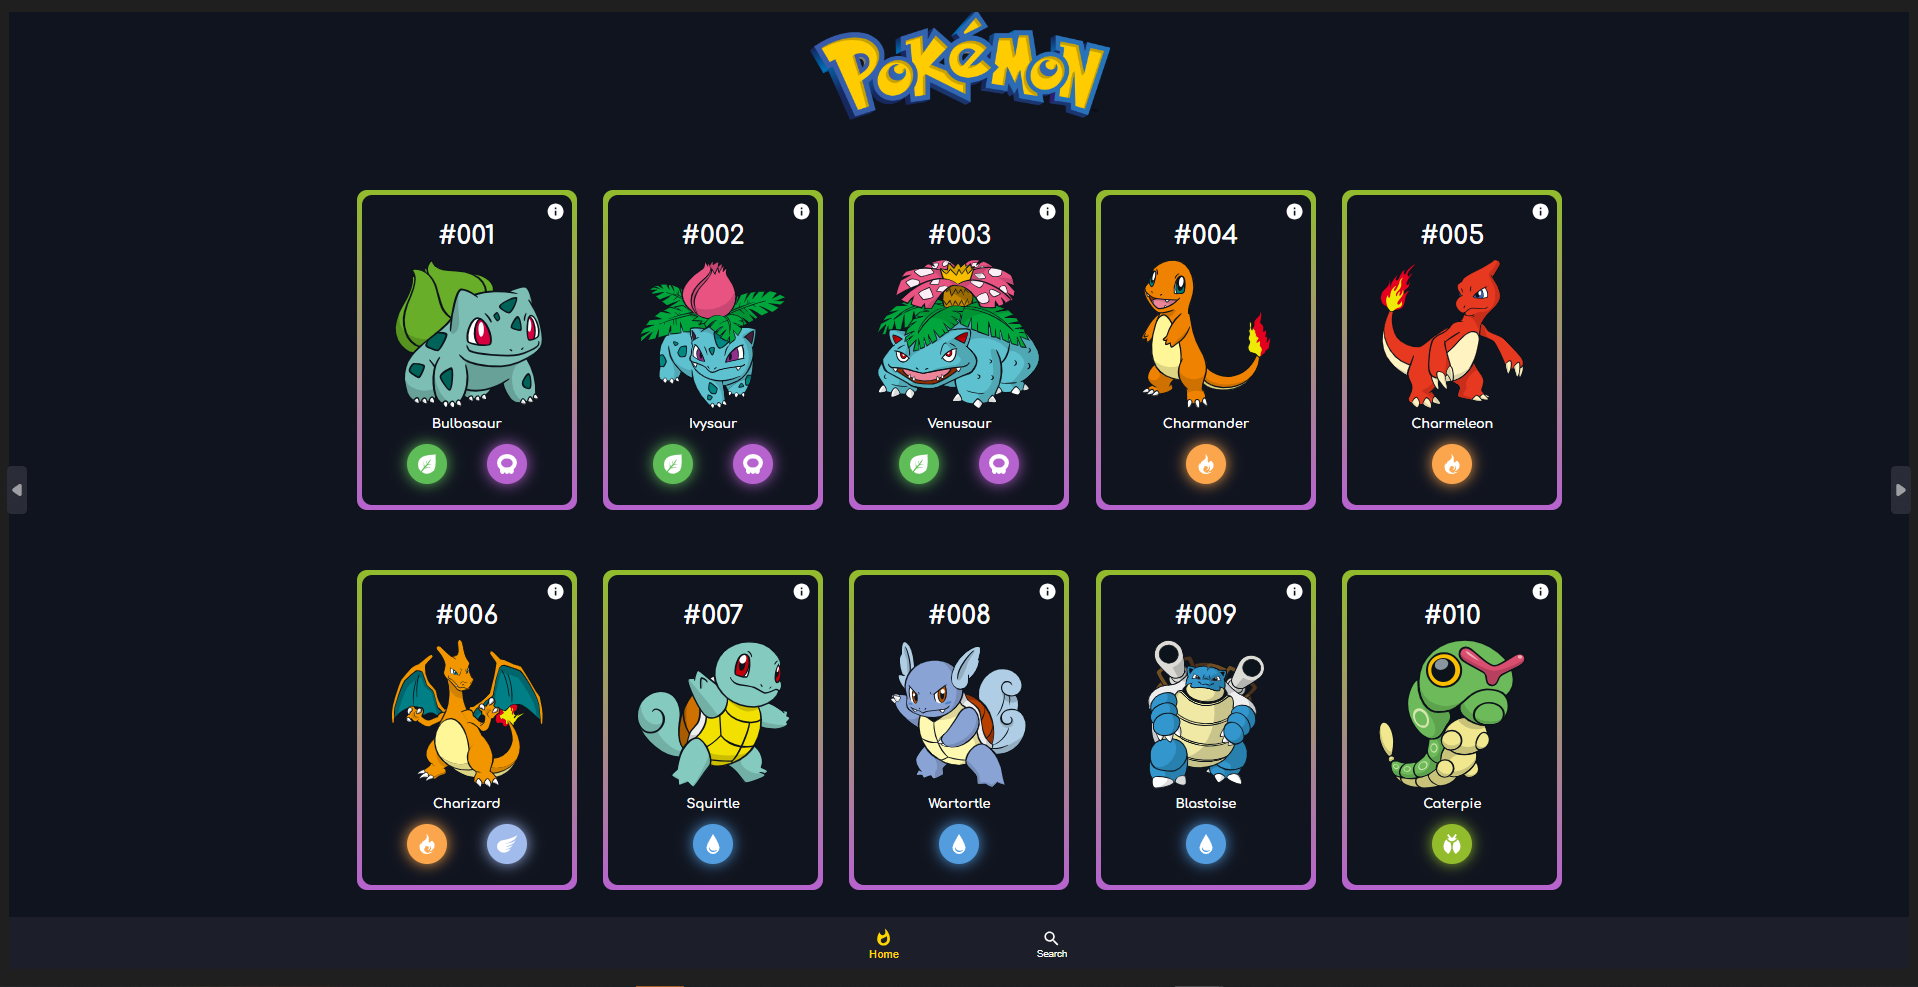 Pokémon
#001
#002
#003
#004
#005
Bulbasaur
Ivysaur
Venusaur
Charmander
Charmeleon
#006
#007
#008
#009
#010
Charizard
Squirtle
Wartortle
Blastoise
Caterpie
Home
Search